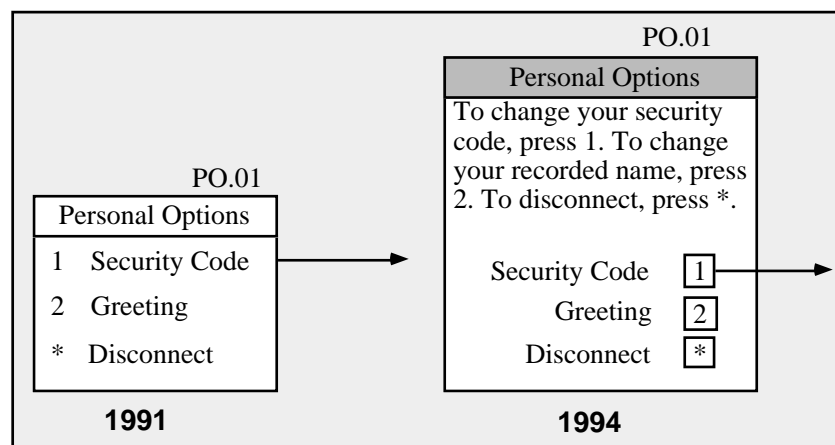 PO.01
Personal Options
1 Security Code
2 Greeting
* Disconnect
1991
PO.01
Personal Options
To change your security
code, press 1. To change
your recorded name, press
2. To disconnect, press *.
Security Code 1
Greeting 2
Disconnect *
1994